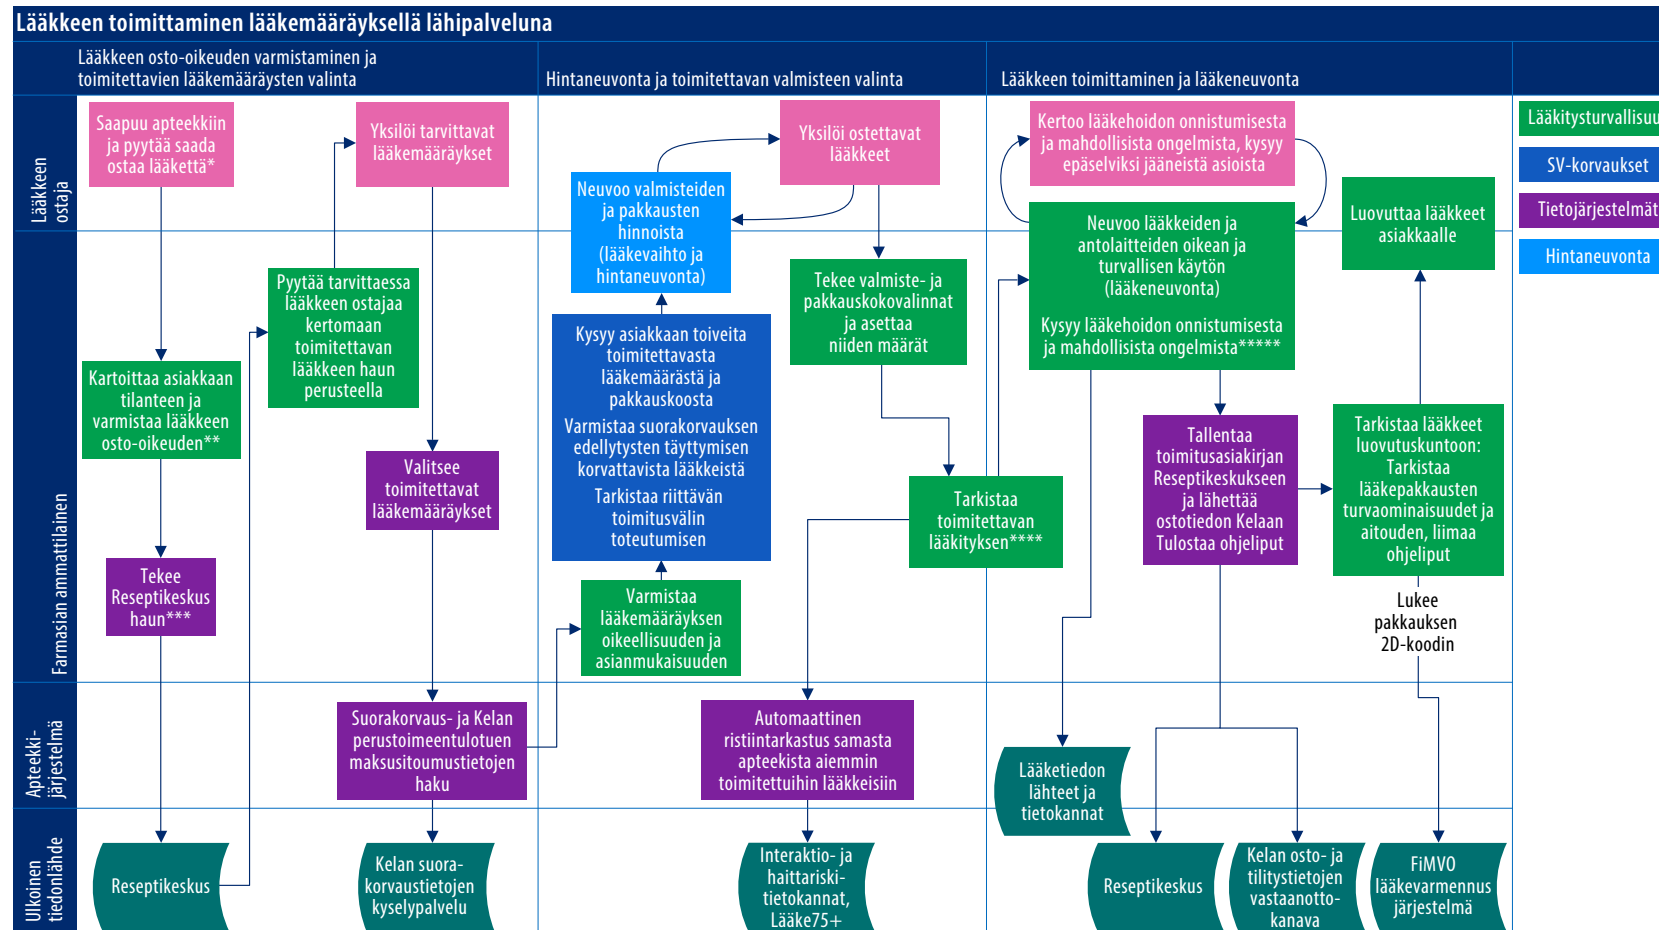 Lääkkeen toimittaminen lääkemääräyksellä lähipalveluna
Lääkkeen osto-oikeuden varmistaminen ja
toimitettavien lääkemääräysten valinta
Hintaneuvonta ja toimitettavan valmisteen valinta
Lääkkeen toimittaminen ja lääkeneuvonta
Lääkkeen
ostaja
Saapuu apteekkiin
ja pyytää saada
ostaa lääkettä*
Yksilöi tarvittavat
lääkemääräykset
Yksilöi ostettavat
lääkkeet
Kertoo lääkehoidon onnistumisesta
ja mahdollisista ongelmista, kysyy
epäselviksi jääneistä asioista
Neuvoo valmisteiden
ja pakkausten
hinnoista
(lääkevaihto ja
hintaneuvonta)
Neuvoo lääkkeiden ja
antolaitteiden oikean ja
turvallisen käytön
(lääkeneuvonta)
Kysyy lääkehoidon onnistumisesta
ja mahdollisista ongelmista*****
Luovuttaa lääkkeet
asiakkaalle
Lääkitysturvallisuu
SV-korvaukset
Tietojärjestelmät
Hintaneuvonta
Farmasian ammattilainen
Pyytää tarvittaessa
lääkkeen ostajaa
kertomaan
toimitettavan
lääkkeen haun
perusteella
Tekee valmiste- ja
pakkauskokovalinnat
ja asettaa
niiden määrät
Kartoittaa asiakkaan
tilanteen ja
varmistaa lääkkeen
osto-oikeuden**
Kysyy asiakkaan toiveita
toimitettavasta
lääkemäärästä ja
pakkauskoosta
Varmistaa suorakorvauksen
edellytysten täyttymisen
korvattavista lääkkeistä
Tarkistaa riittävän
toimitusvälin
toteutumisen
Valitsee
toimitettavat
lääkemääräykset
Tarkistaa
toimitettavan
lääkityksen****
Tallentaa
toimitusasiakirjan
Reseptikeskukseen
ja lähettää
ostotiedon Kelaan
Tulostaa ohjeliput
Tarkistaa lääkkeet
luovutuskuntoon:
Tarkistaa
lääkepakkausten
turvaominaisuudet ja
aitouden, liimaa
ohjeliput
Tekee
Reseptikeskus
haun***
Varmistaa
lääkemääräyksen
oikeellisuuden ja
asianmukaisuuden
Lukee
pakkauksen
2D-koodin
Apteekki-
järjestelmä
Suorakorvaus- ja Kelan
perustoimeentulotuen
maksusitoumustietojen
haku
Automaattinen
ristiintarkastus samasta
apteekista aiemmin
toimitettuihin lääkkeisiin
Lääketiedon
lähteet ja
tietokannat
Ulkoinen
tiedonlähde
Reseptikeskus
Kelan suora-
korvaustietojen
kyselypalvelu
Interaktio- ja
haittariski-
tietokannat,
Lääke75+
Reseptikeskus
Kelan osto- ja
tilitystietojen
vastaanotto-
kanava
FiMVO
lääkevarmennus
järjestelmä